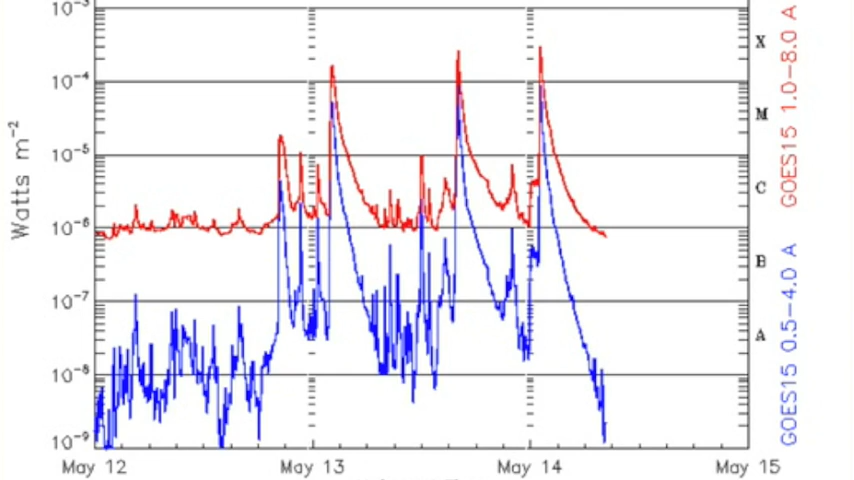 10⁻³
10⁻⁴
10⁻⁵
10⁻⁶
10⁻⁷
10⁻⁸
10⁻⁹
Watts m⁻²
X
M
C
B
A
GOES15 1.0–8.0 A
GOES15 0.5–4.0 A
May 12
May 13
May 14
May 15